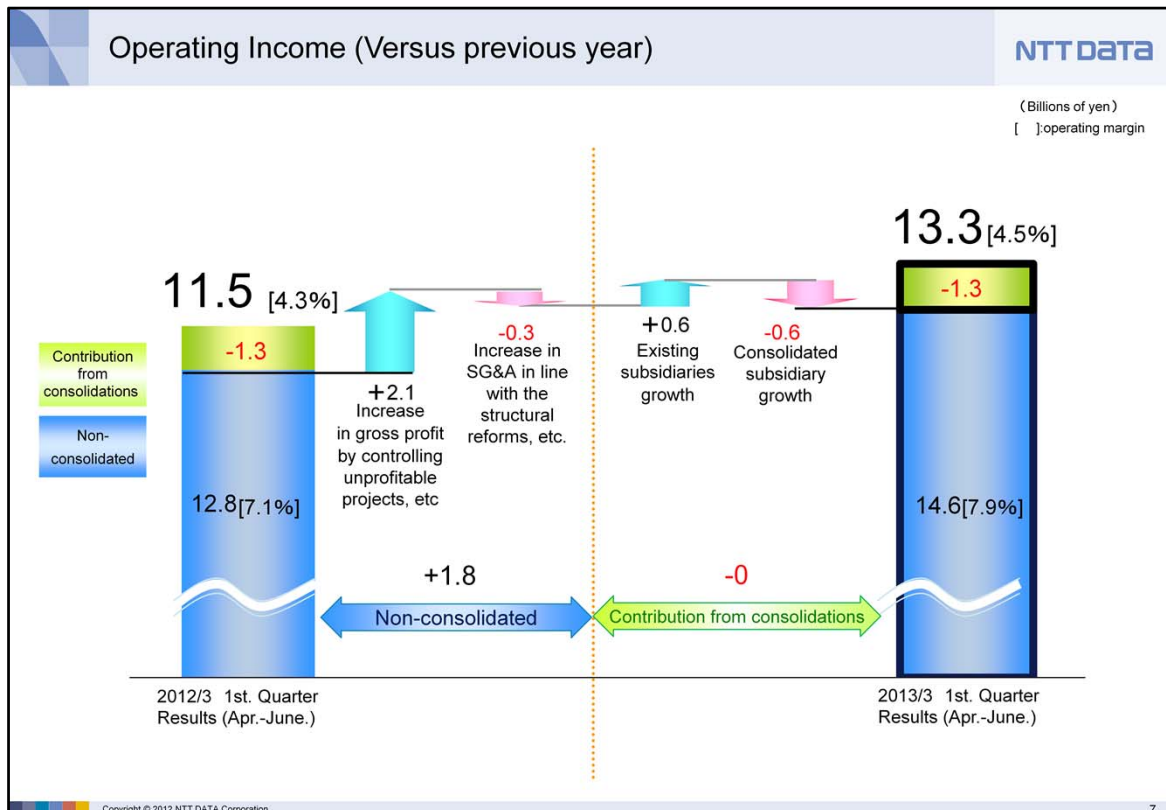 Operating Income (Versus previous year)
NTT DATA
(Billions of yen)
[ ]:operating margin
13.3 [4.5%]
11.5 [4.3%]
-1.3
-1.3
Contribution
from
consolidations
Non-
consolidated
+2.1
Increase
in gross profit
by controlling
unprofitable
projects, etc
-0.3
Increase in
SG&A in line
with the
structural
reforms, etc.
+0.6
Existing
subsidiaries
growth
-0.6
Consolidated
subsidiary
growth
12.8[7.1%]
14.6[7.9%]
+1.8
-0
Non-consolidated
Contribution from consolidations
2012/3 1st. Quarter
Results (Apr.-June.)
2013/3 1st. Quarter
Results (Apr.-June.)
Copyright © 2012 NTT DATA Corporation
7